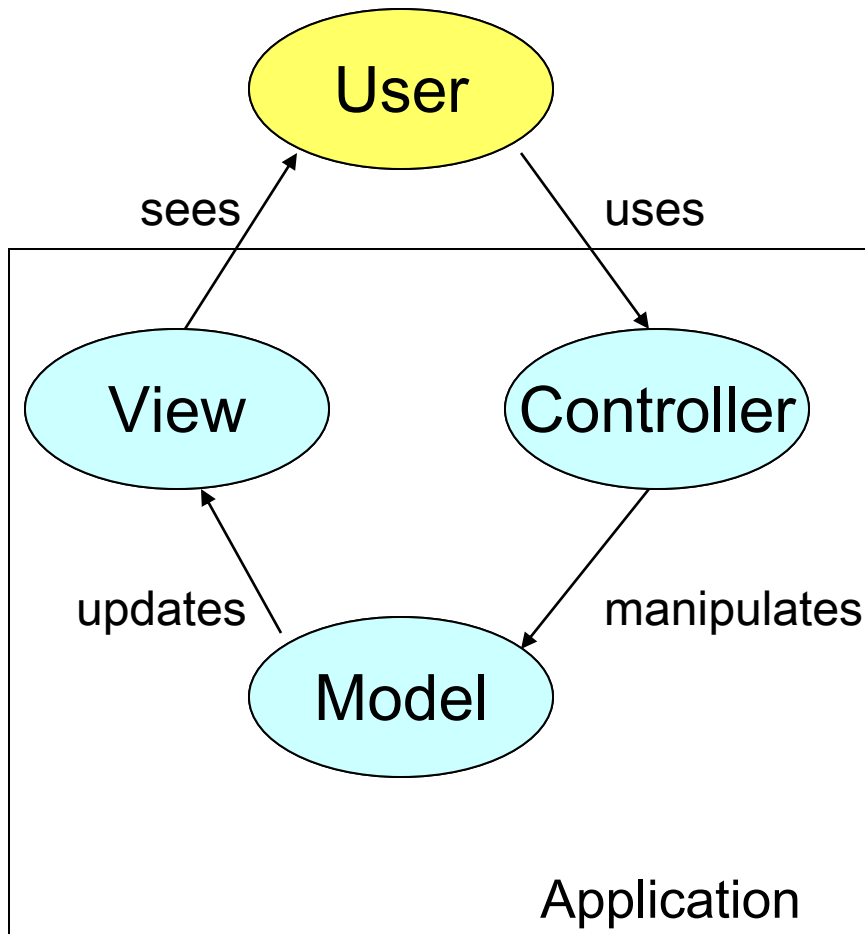 User
sees
uses
View
Controller
updates
manipulates
Model
Application